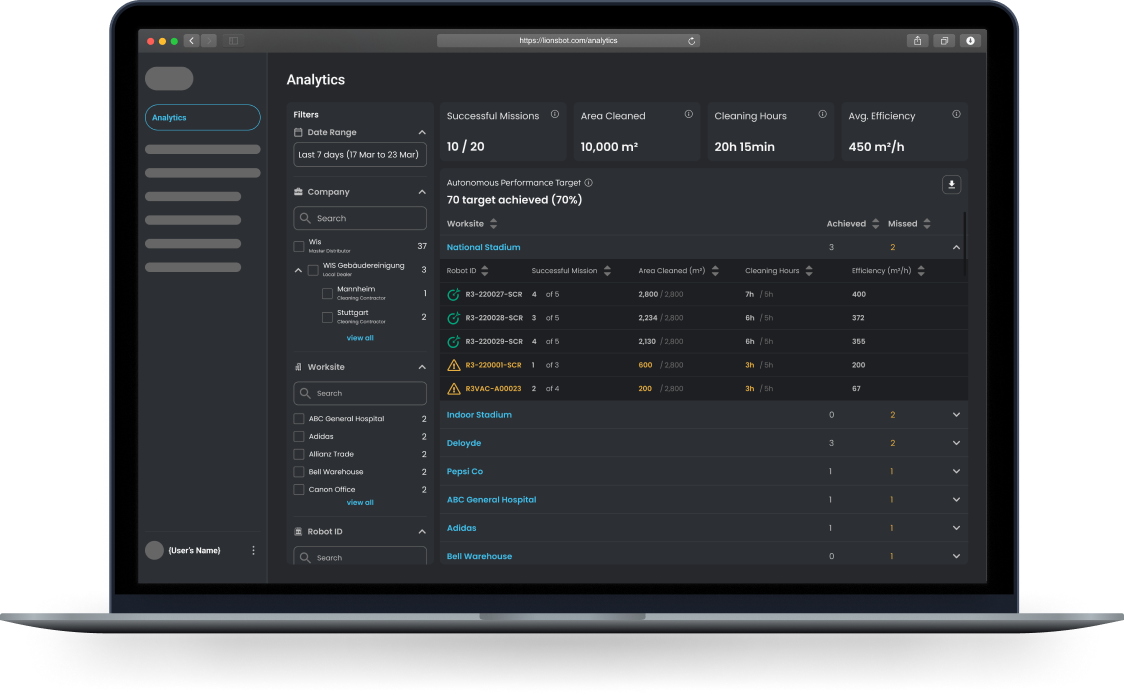 https://lionsbot.com/analytics
Analytics
Analytics
Filters
Date Range
Last 7 days (17 Mar to 23 Mar)
Company
Search
Wis 37
Master Distributor
WIS Gebäudereinigung 3
Local Dealer
Mannheim 1
Cleaning Contractor
Stuttgart 2
Cleaning Contractor
view all
Worksite
Search
ABC General Hospital 2
Adidas 2
Allianz Trade 2
Bell Warehouse 2
Canon Office 2
view all
Robot ID
Search
{User's Name}
Successful Missions
10 / 20
Area Cleaned
10,000 m²
Cleaning Hours
20h 15min
Avg. Efficiency
450 m²/h
Autonomous Performance Target
70 target achieved (70%)
Worksite Achieved Missed
National Stadium 3 2
Robot ID Successful Mission Area Cleaned (m²) Cleaning Hours Efficiency (m²/h)
R3-220027-SCR 4 of 5 2,800 / 2,800 7h / 5h 400
R3-220028-SCR 3 of 5 2,234 / 2,800 6h / 5h 372
R3-220029-SCR 4 of 5 2,130 / 2,800 6h / 5h 355
R3-220001-SCR 1 of 3 600 / 2,800 3h / 5h 200
R3VAC-A00023 2 of 4 200 / 2,800 3h / 5h 67
Indoor Stadium 0 2
Deloyde 3 2
Pepsi Co 1 1
ABC General Hospital 1 1
Adidas 1 1
Bell Warehouse 0 1